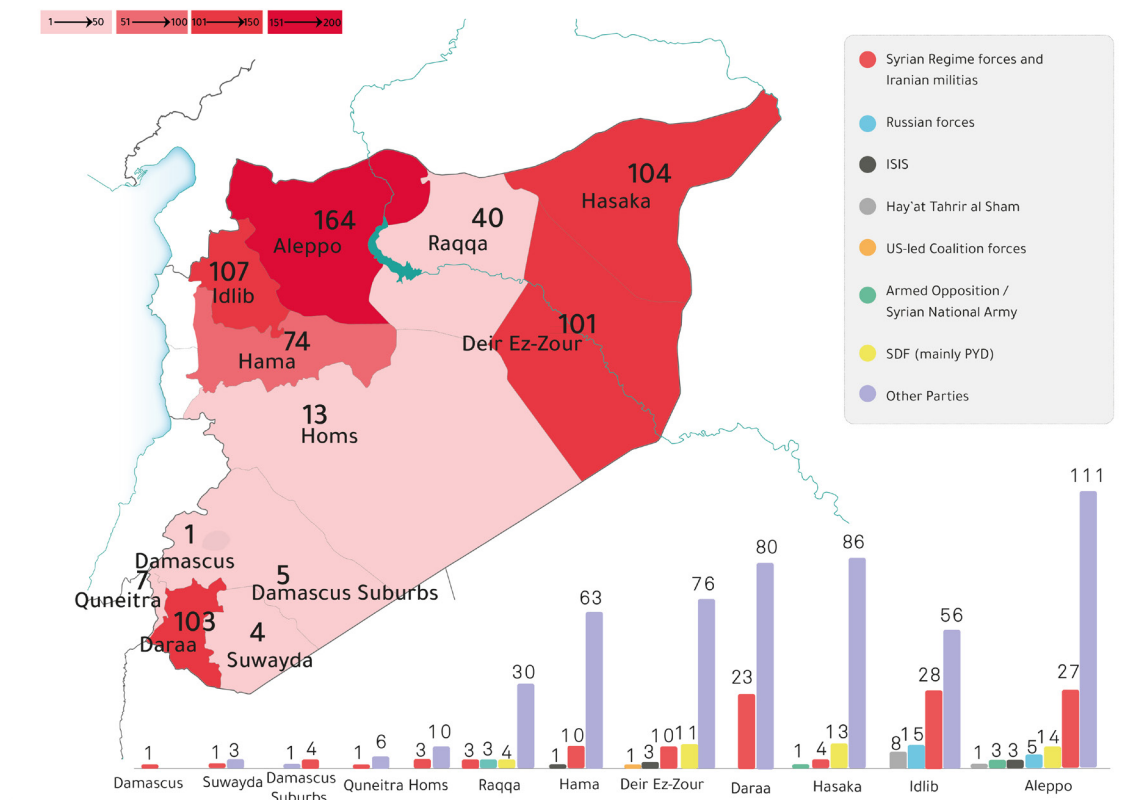 1 50
51 100
101 150
151 200
Syrian Regime forces and
Iranian militias
Russian forces
ISIS
Hay'at Tahrir al Sham
US-led Coalition forces
Armed Opposition /
Syrian National Army
SDF (mainly PYD)
Other Parties
104
Hasaka
164
Aleppo
40
Raqqa
107
Idlib
101
Deir Ez-Zour
74
Hama
13
Homs
1
Damascus
7
Quneitra
5
Damascus Suburbs
103
Daraa
4
Suwayda
1
1 3
1 4
1 6
3 10
3 3 4 30
1 10 63
1 3 10 11 76
23 80
1 4 13 86
8 15 28 56
1 3 3 5 14 27 111
Damascus
Suwayda
Damascus
Suburbs
Quneitra
Homs
Raqqa
Hama
Deir Ez-Zour
Daraa
Hasaka
Idlib
Aleppo